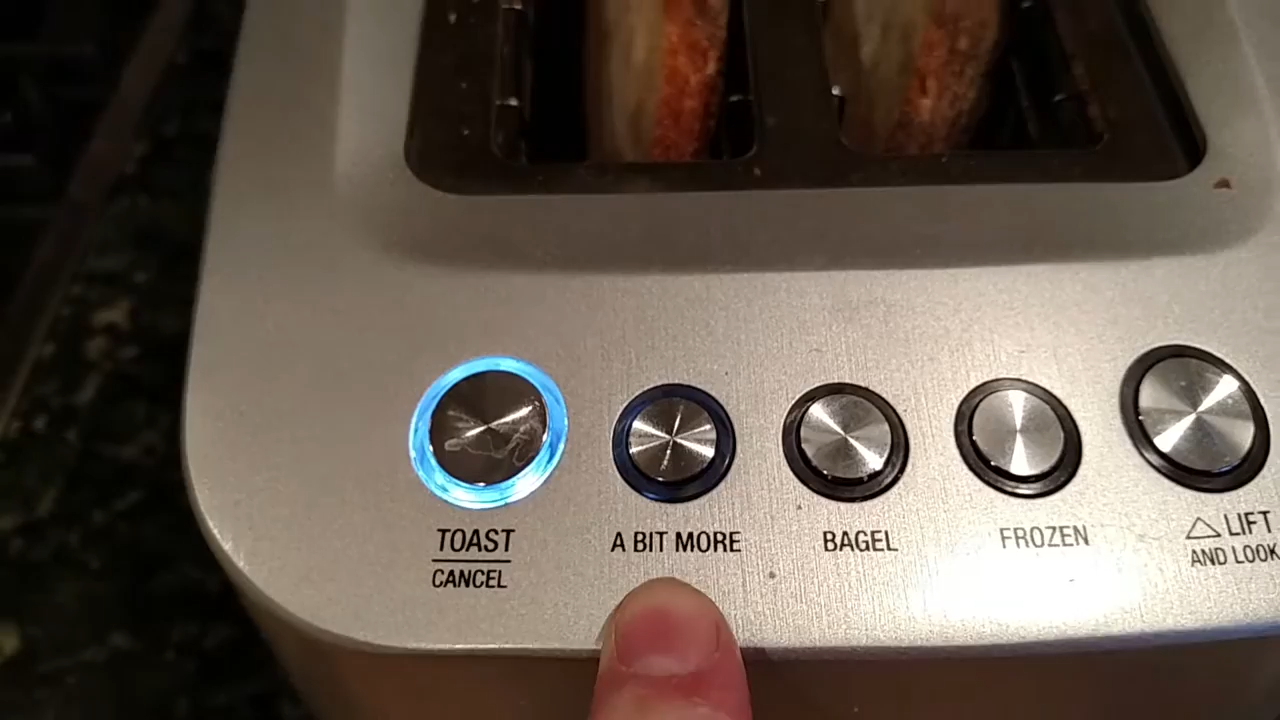 TOAST
CANCEL
A BIT MORE
BAGEL
FROZEN
△ LIFT
AND LOOK